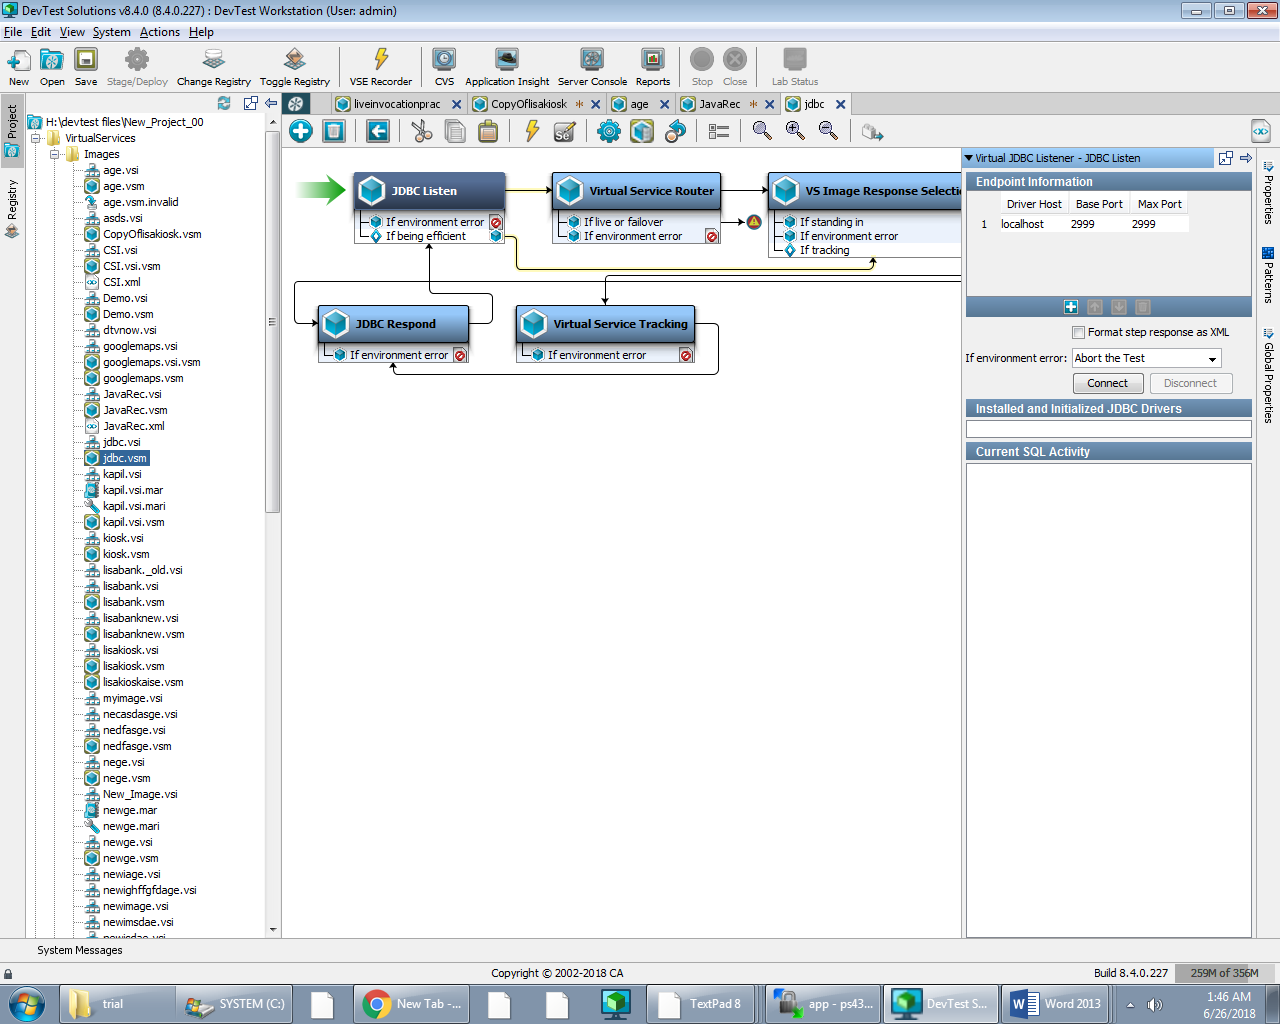 DevTest Solutions v8.4.0 (8.4.0.227) : DevTest Workstation (User: admin)
File Edit View System Actions Help
New Open Save Stage/Deploy Change Registry Toggle Registry VSE Recorder CVS Application Insight Server Console Reports Stop Close Lab Status
Project
Registry
H:\devtest files\New_Project_00
VirtualServices
Images
age.vsi
age.vsm
age.vsm.invalid
asds.vsi
CopyOflisakiosk.vsm
CSI.vsi
CSI.vsi.vsm
CSI.xml
Demo.vsi
Demo.vsm
dtvnow.vsi
googlemaps.vsi
googlemaps.vsi.vsm
googlemaps.vsm
JavaRec.vsi
JavaRec.vsm
JavaRec.xml
jdbc.vsi
jdbc.vsm
kapil.vsi
kapil.vsi.mar
kapil.vsi.mari
kapil.vsi.vsm
kiosk.vsi
kiosk.vsm
lisabank._old.vsi
lisabank.vsi
lisabank.vsm
lisabanknew.vsi
lisabanknew.vsm
lisakiosk.vsi
lisakiosk.vsm
lisakioskaise.vsm
myimage.vsi
necasdasge.vsi
nedfasge.vsi
nedfasge.vsm
nege.vsi
nege.vsm
New_Image.vsi
newge.mar
newge.mari
newge.vsi
newge.vsm
newiage.vsi
newighffgfdage.vsi
newimage.vsi
newimsdae.vsi
liveinvocationprac CopyOflisakiosk age JavaRec jdbc
JDBC Listen
If environment error
If being efficient
Virtual Service Router
If live or failover
If environment error
VS Image Response Selectio
If standing in
If environment error
If tracking
JDBC Respond
If environment error
Virtual Service Tracking
If environment error
Virtual JDBC Listener - JDBC Listen
Endpoint Information
Driver Host Base Port Max Port
1 localhost 2999 2999
Format step response as XML
If environment error: Abort the Test
Connect Disconnect
Installed and Initialized JDBC Drivers
Current SQL Activity
Properties
Patterns
Global Properties
System Messages
Copyright © 2002-2018 CA
Build 8.4.0.227 259M of 356M
trial SYSTEM (C:) New Tab -... TextPad 8 app - ps43... DevTest S... Word 2013
1:46 AM
6/26/2018